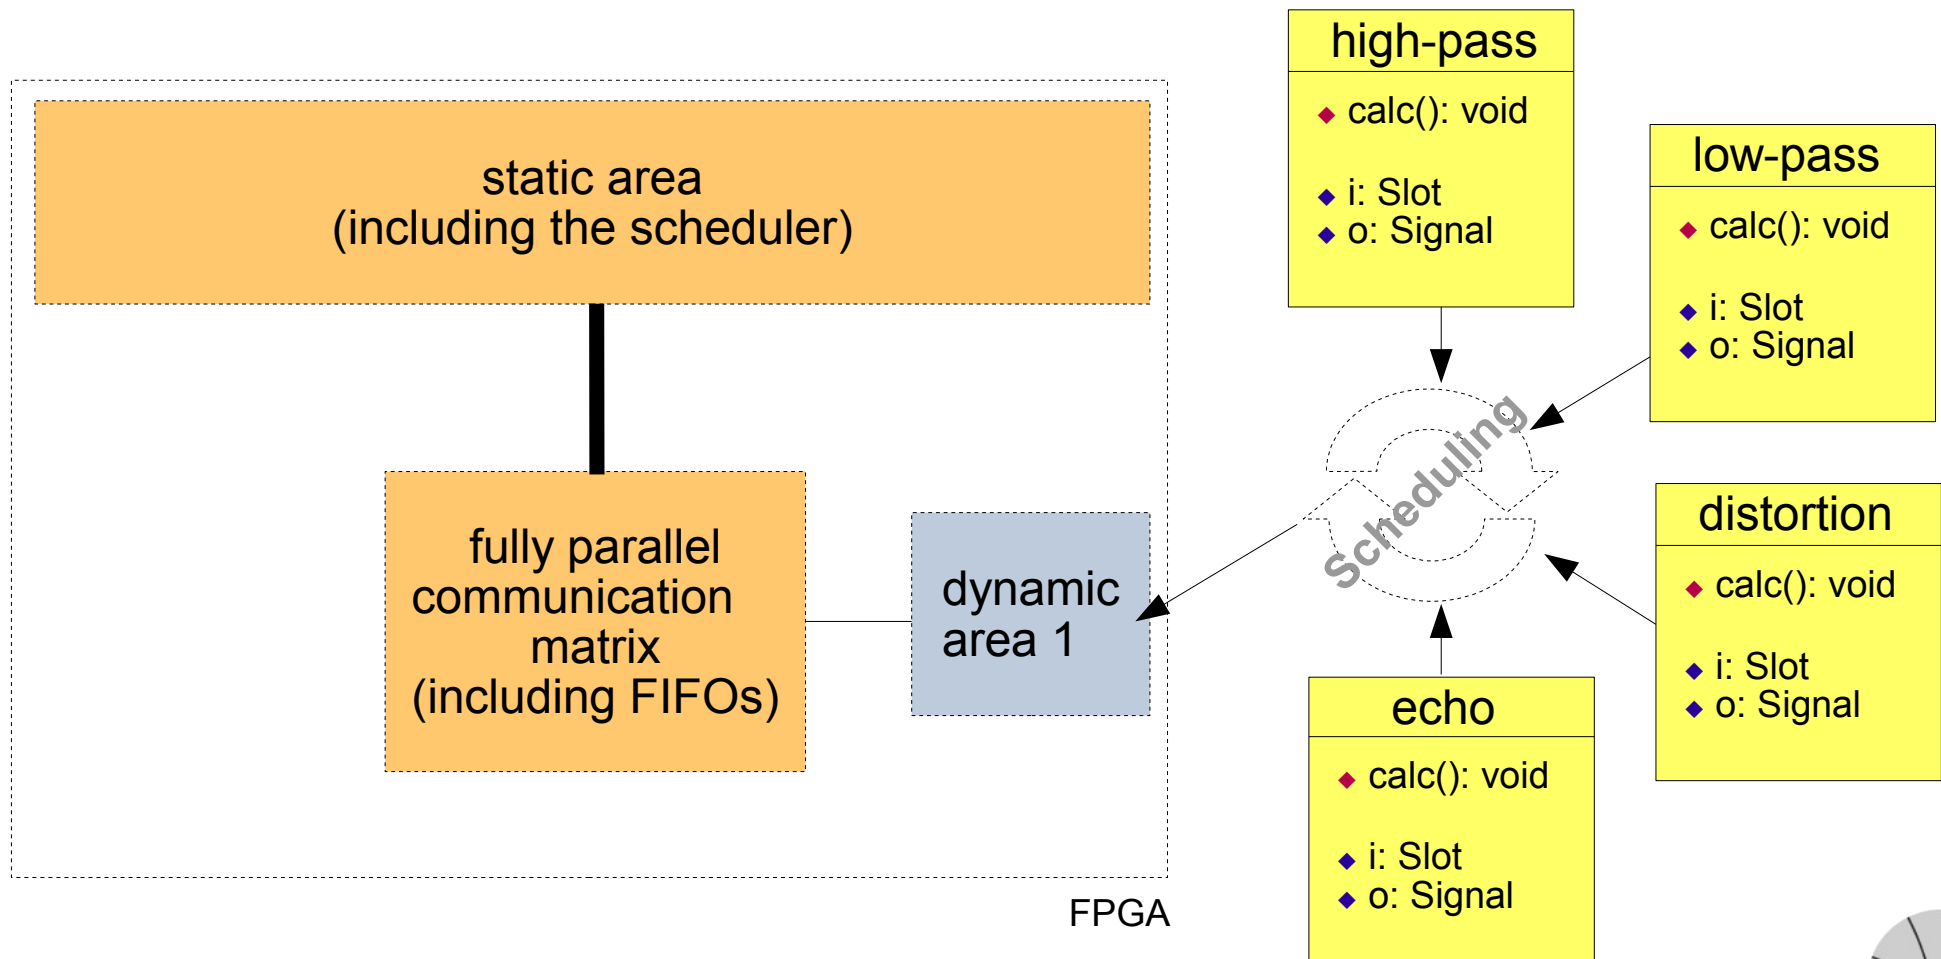 static area
(including the scheduler)
fully parallel
communication
matrix
(including FIFOs)
dynamic
area 1
FPGA
Scheduling
high-pass
calc(): void
i: Slot
o: Signal
low-pass
calc(): void
i: Slot
o: Signal
distortion
calc(): void
i: Slot
o: Signal
echo
calc(): void
i: Slot
o: Signal